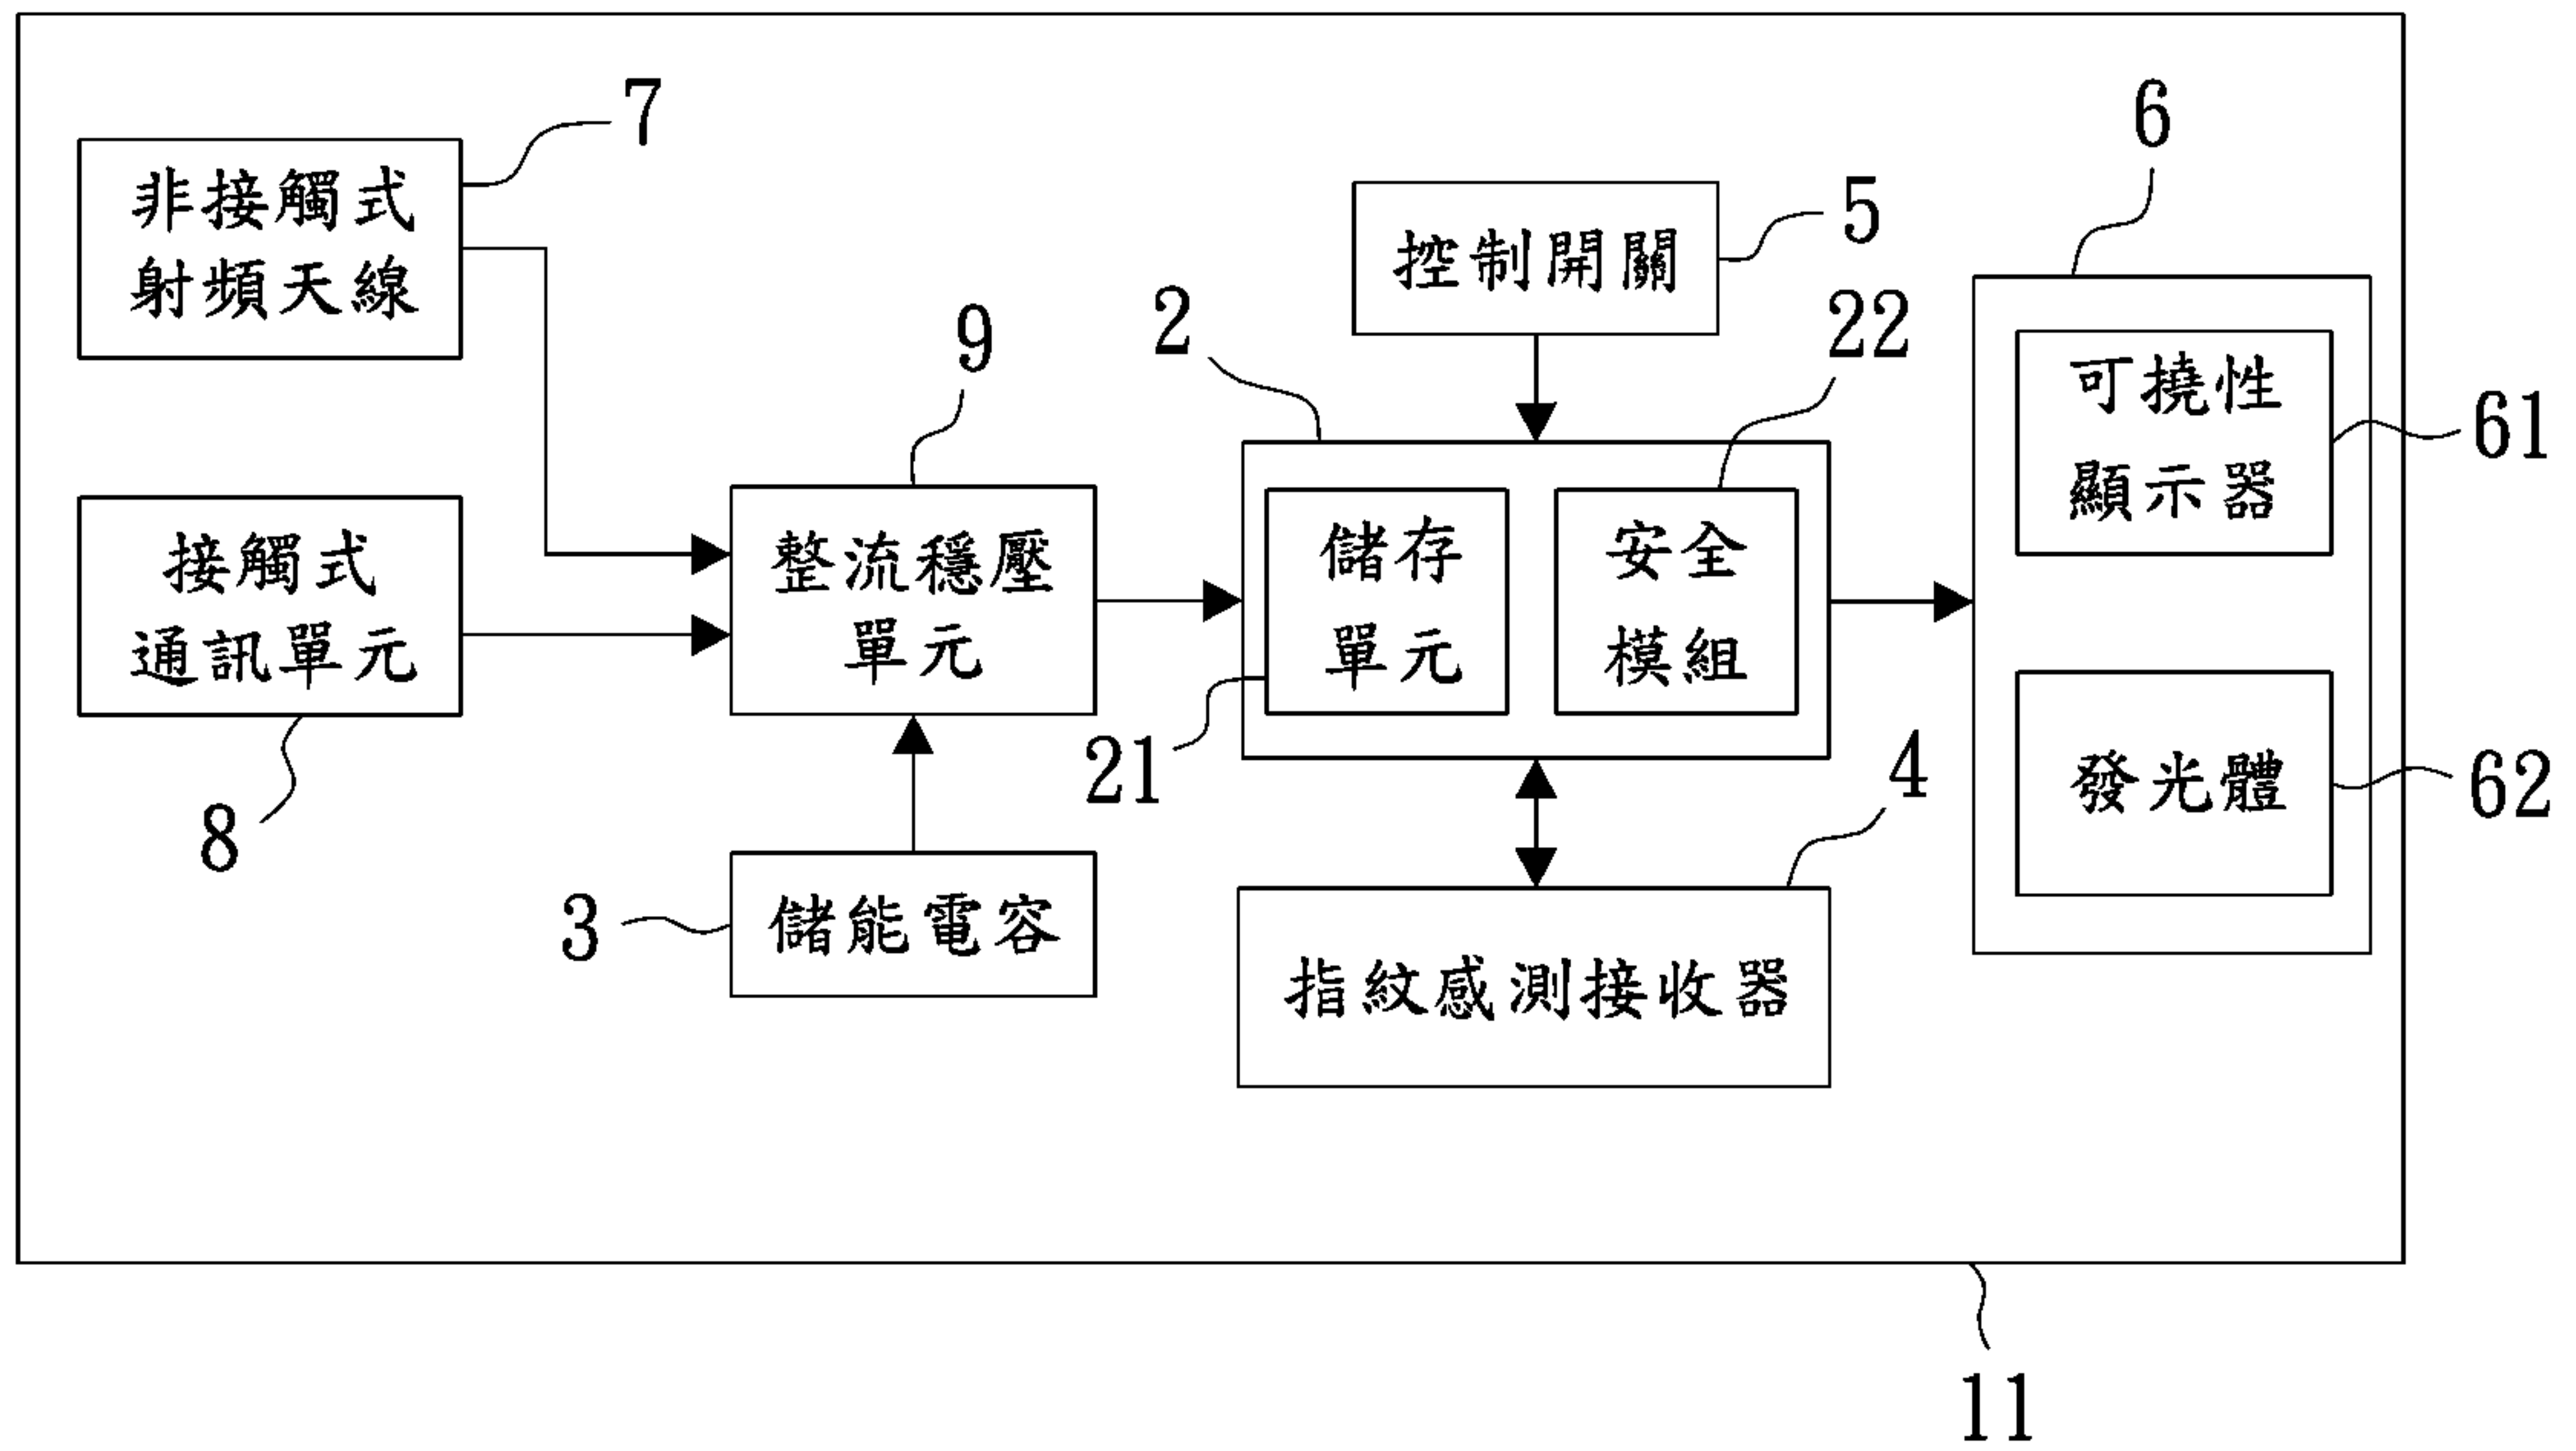 7
非接觸式
射頻天線
接觸式
通訊單元
8
9
整流穩壓
單元
3
儲能電容
5
控制開關
2
22
儲存
單元
安全
模組
21
4
指紋感測接收器
6
可撓性
顯示器
61
發光體
62
11